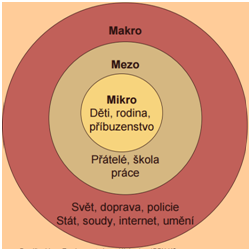 Makro
Mezo
Mikro
Děti, rodina,
příbuzenstvo
Přátelé, škola
práce
Svět, doprava, policie
Stát, soudy, internet, umění